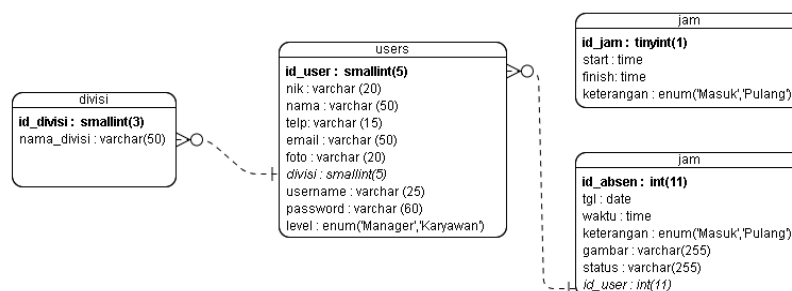 divisi
id_divisi : smallint(3)
nama_divisi : varchar(50)
users
id_user : smallint(5)
nik : varchar (20)
nama : varchar (50)
telp : varchar (15)
email : varchar (50)
foto : varchar (20)
divisi : smallint(5)
username : varchar (25)
password : varchar (60)
level : enum('Manager','Karyawan')
jam
id_jam : tinyint(1)
start : time
finish: time
keterangan : enum('Masuk','Pulang')
jam
id_absen : int(11)
tgl : date
waktu : time
keterangan : enum('Masuk','Pulang')
gambar : varchar(255)
status : varchar(255)
id_user : int(11)